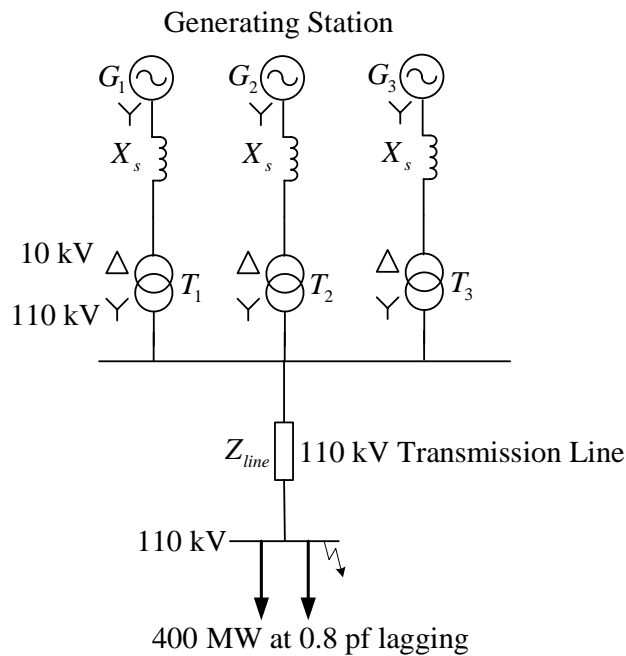 Generating Station
G1 G2 G3
Xs Xs Xs
10 kV
T1 T2 T3
110 kV
Zline 110 kV Transmission Line
110 kV
400 MW at 0.8 pf lagging